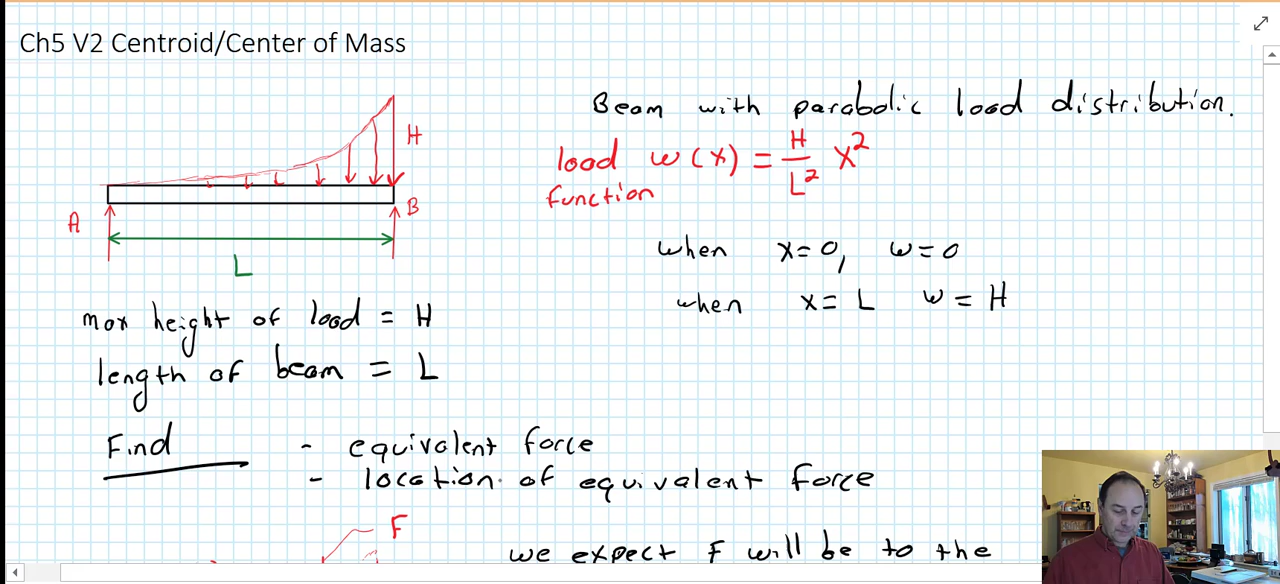 Ch5 V2 Centroid/Center of Mass
Beam with parabolic load distribution.
load w(x) = H/L² x²
function
H
A
B
L
when x=0, w=0
when x= L w = H
max height of load = H
length of beam = L
Find - equivalent force
- location of equivalent force
F
we expect F will be to the